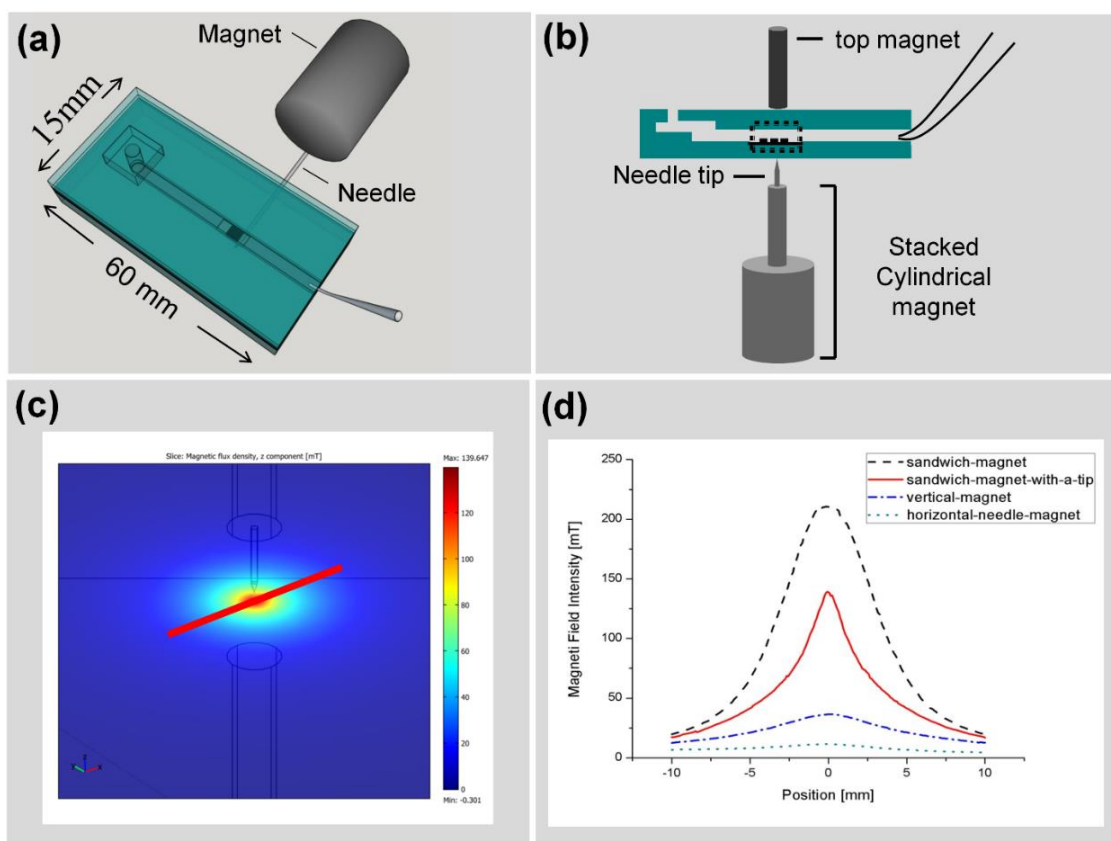 (a)
Magnet
15mm
Needle
60 mm
(b)
top magnet
Needle tip
Stacked
Cylindrical
magnet
(c)
Slice: Magnetic flux density, z component [mT]
Max: 139.647
120
100
80
60
40
20
0
Min: -0.301
z
y
x
(d)
250
200
150
100
50
0
Magneti Field Intensity [mT]
sandwich-magnet
sandwich-magnet-with-a-tip
vertical-magnet
horizontal-needle-magnet
-10
-5
0
5
10
Position [mm]